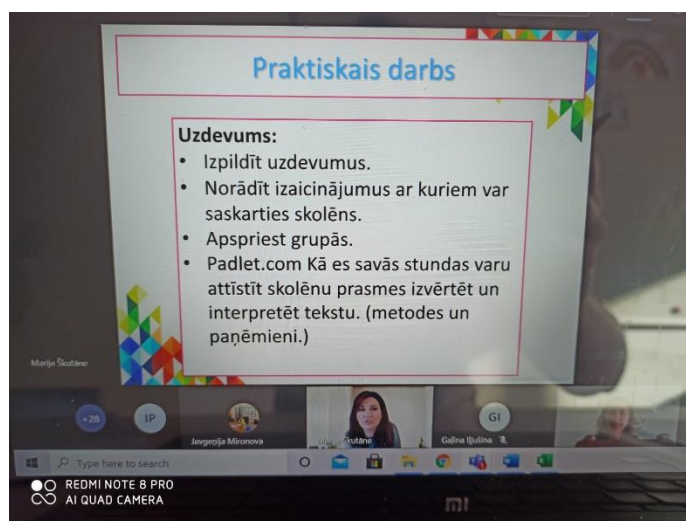 Praktiskais darbs
Uzdevums:
• Izpildīt uzdevumus.
• Norādīt izaicinājumus ar kuriem var
saskarties skolēns.
• Apspriest grupās.
• Padlet.com Kā es savās stundas varu
attīstīt skolēnu prasmes izvērtēt un
interpretēt tekstu. (metodes un
paņēmieni.)
Marija Škutāne
+28
IP
GI
Jevgeņija Mironova
Škutāne
Gaļina Iļjušina
Type here to search
REDMI NOTE 8 PRO
AI QUAD CAMERA
mi